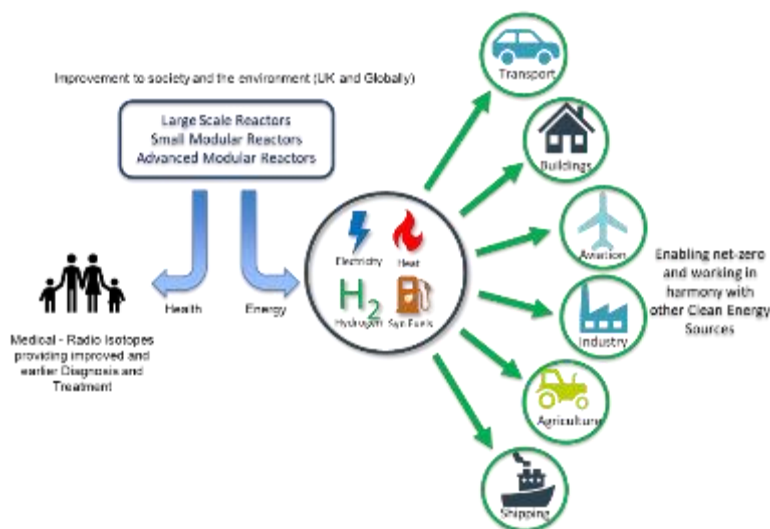 Improvement to society and the environment (UK and Globally)
Large Scale Reactors
Small Modular Reactors
Advanced Modular Reactors
Health
Energy
Medical - Radio Isotopes
providing improved and
earlier Diagnosis and
Treatment
Electricity
Heat
H2
Hydrogen
Syn Fuels
Transport
Buildings
Aviation
Industry
Agriculture
Shipping
Enabling net-zero
and working in
harmony with
other Clean Energy
Sources